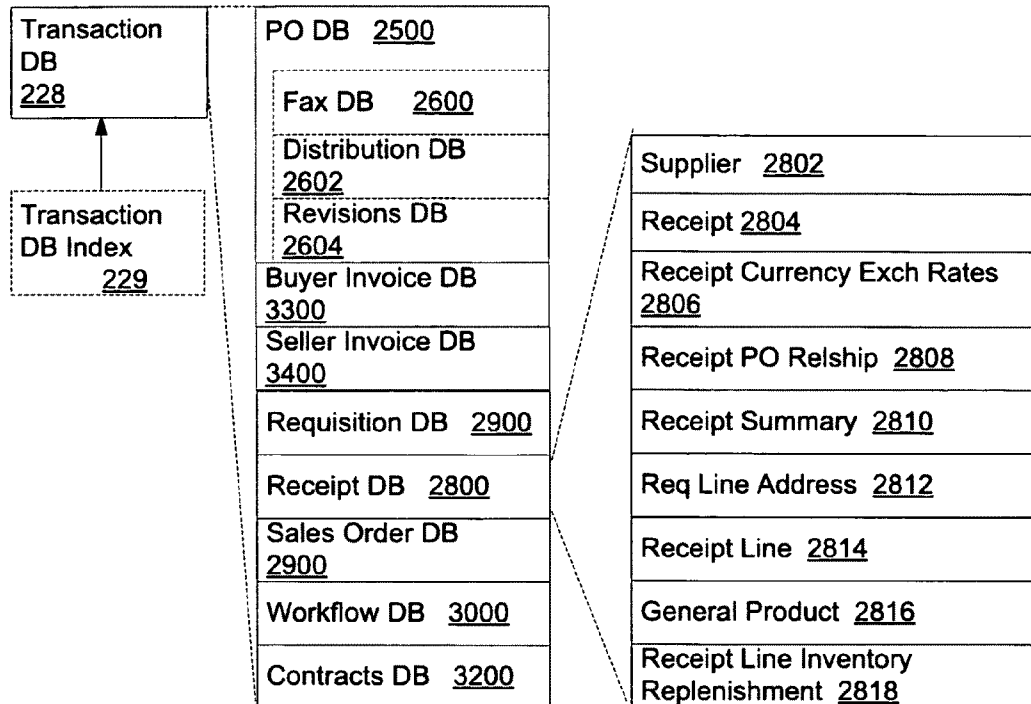 Transaction
DB
228
Transaction
DB Index
229
PO DB 2500
Fax DB 2600
Distribution DB
2602
Revisions DB
2604
Buyer Invoice DB
3300
Seller Invoice DB
3400
Requisition DB 2900
Receipt DB 2800
Sales Order DB
2900
Workflow DB 3000
Contracts DB 3200
Supplier 2802
Receipt 2804
Receipt Currency Exch Rates
2806
Receipt PO Relship 2808
Receipt Summary 2810
Req Line Address 2812
Receipt Line 2814
General Product 2816
Receipt Line Inventory
Replenishment 2818